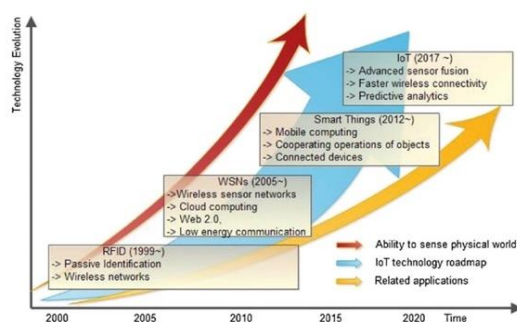 Technology Evolution
IoT (2017 ~)
-> Advanced sensor fusion
-> Faster wireless connectivity
-> Predictive analytics
Smart Things (2012~)
-> Mobile computing
-> Cooperating operations of objects
-> Connected devices
WSNs (2005~)
->Wireless sensor networks
-> Cloud computing
-> Web 2.0,
-> Low energy communication
RFID (1999~)
-> Passive Identification
-> Wireless networks
Ability to sense physical world
IoT technology roadmap
Related applications
2000 2005 2010 2015 2020 Time